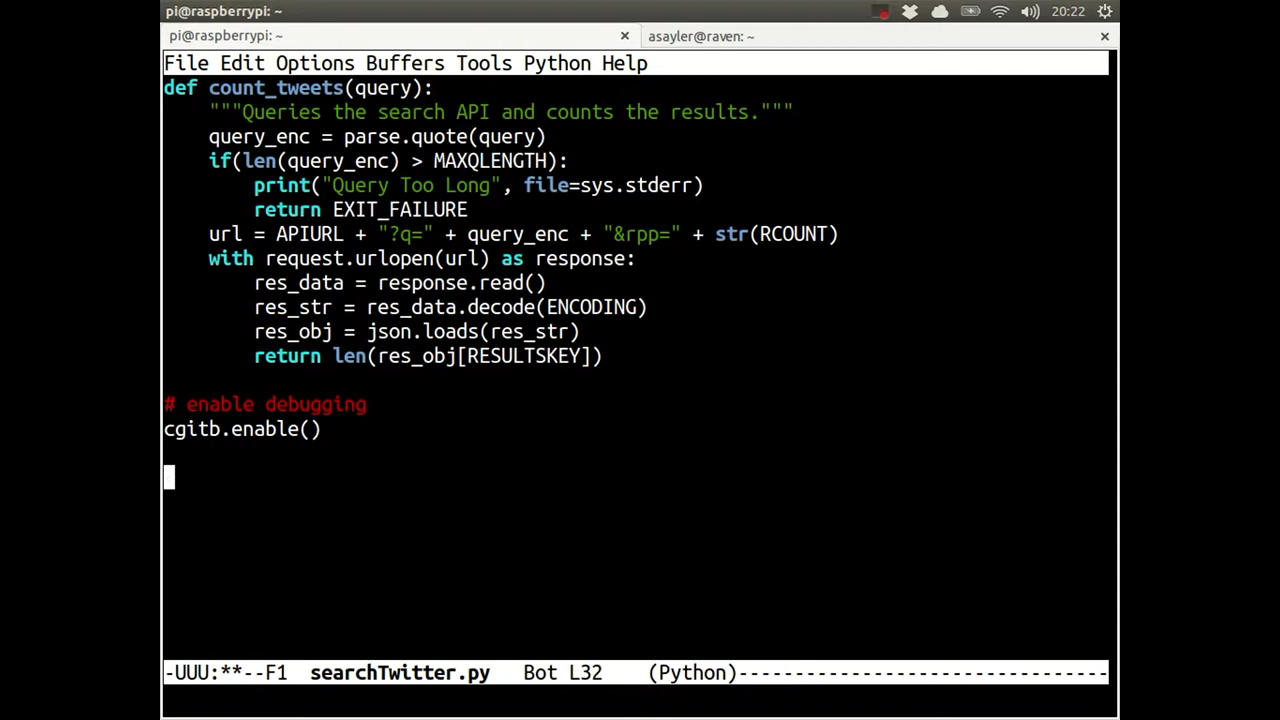 pi@raspberrypi: ~
20:22
pi@raspberrypi: ~ × asayler@raven: ~ ×
File Edit Options Buffers Tools Python Help
def count_tweets(query):
    """Queries the search API and counts the results."""
    query_enc = parse.quote(query)
    if(len(query_enc) > MAXQLENGTH):
        print("Query Too Long", file=sys.stderr)
        return EXIT_FAILURE
    url = APIURL + "?q=" + query_enc + "&rpp=" + str(RCOUNT)
    with request.urlopen(url) as response:
        res_data = response.read()
        res_str = res_data.decode(ENCODING)
        res_obj = json.loads(res_str)
        return len(res_obj[RESULTSKEY])
# enable debugging
cgitb.enable()
-UUU:**--F1  searchTwitter.py   Bot L32    (Python)---------------------------------